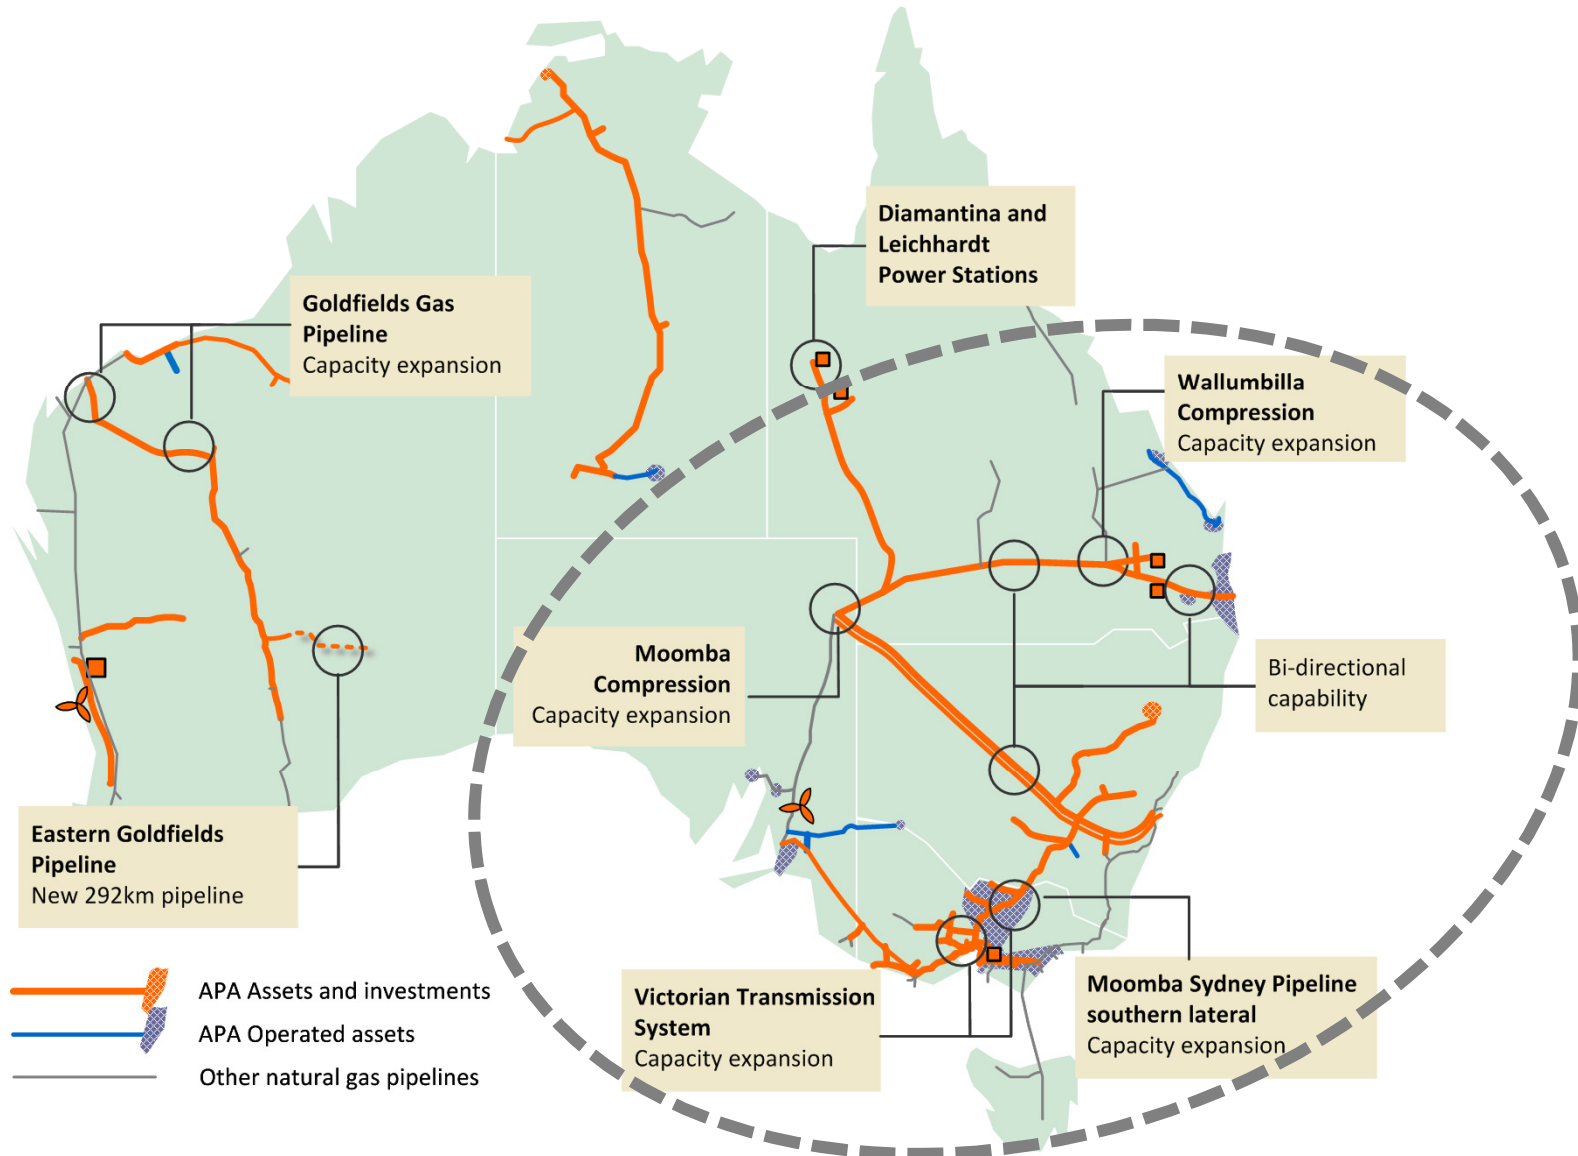 Diamantina and
Leichhardt
Power Stations
Goldfields Gas
Pipeline
Capacity expansion
Wallumbilla
Compression
Capacity expansion
Moomba
Compression
Capacity expansion
Bi-directional
capability
Eastern Goldfields
Pipeline
New 292km pipeline
Victorian Transmission
System
Capacity expansion
Moomba Sydney Pipeline
southern lateral
Capacity expansion
APA Assets and investments
APA Operated assets
Other natural gas pipelines